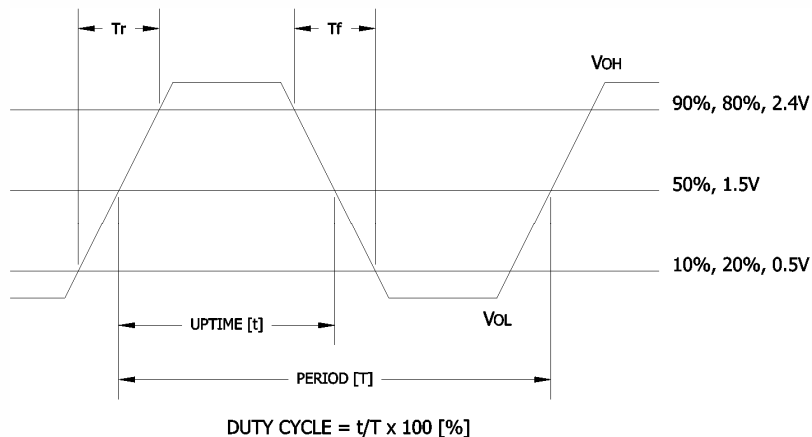 Tr
Tf
VOH
90%, 80%, 2.4V
50%, 1.5V
10%, 20%, 0.5V
UPTIME [t]
VOL
PERIOD [T]
DUTY CYCLE = t/T x 100 [%]